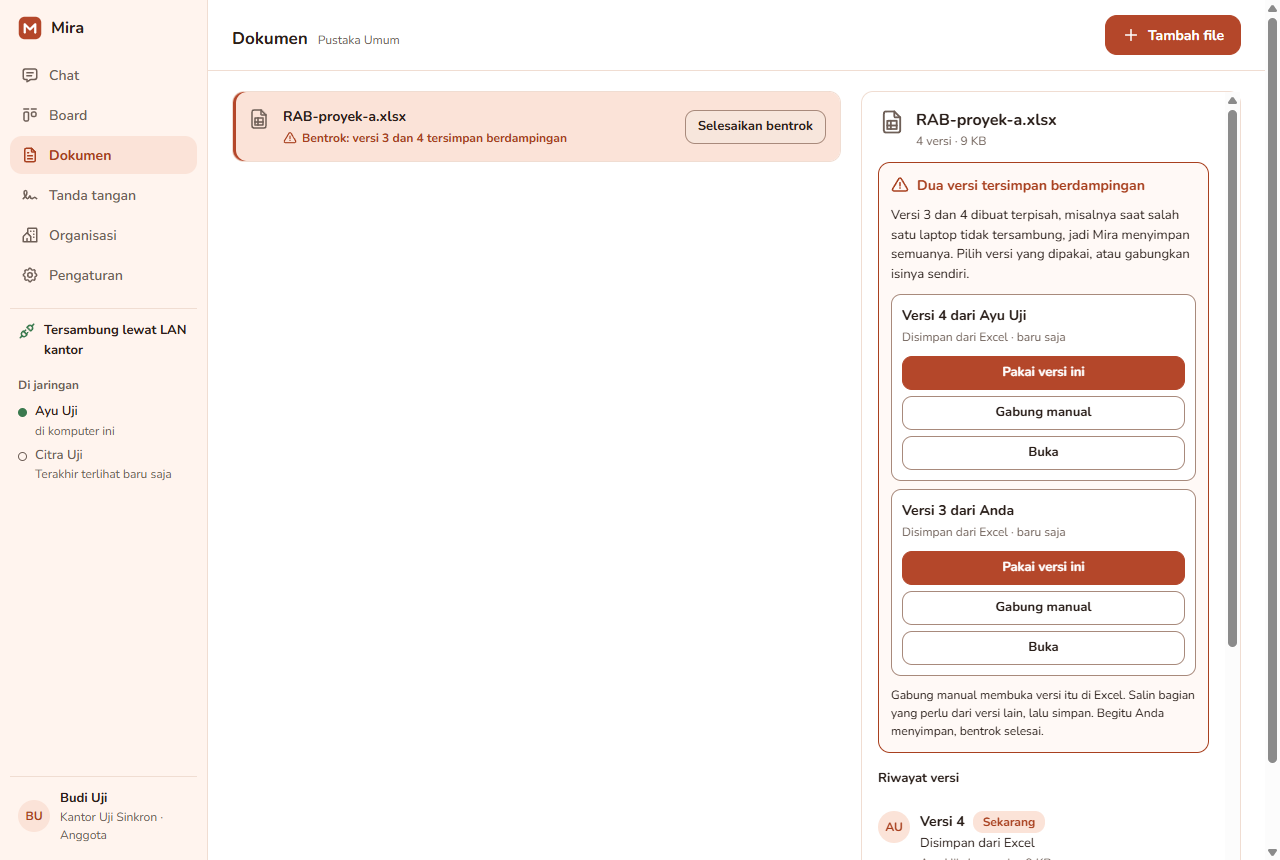 Mira
Chat
Board
Dokumen
Tanda tangan
Organisasi
Pengaturan
Tersambung lewat LAN
kantor
Di jaringan
Ayu Uji
di komputer ini
Citra Uji
Terakhir terlihat baru saja
BU
Budi Uji
Kantor Uji Sinkron ·
Anggota
Dokumen Pustaka Umum
Tambah file
RAB-proyek-a.xlsx
Bentrok: versi 3 dan 4 tersimpan berdampingan
Selesaikan bentrok
RAB-proyek-a.xlsx
4 versi · 9 KB
Dua versi tersimpan berdampingan
Versi 3 dan 4 dibuat terpisah, misalnya saat salah
satu laptop tidak tersambung, jadi Mira menyimpan
semuanya. Pilih versi yang dipakai, atau gabungkan
isinya sendiri.
Versi 4 dari Ayu Uji
Disimpan dari Excel · baru saja
Pakai versi ini
Gabung manual
Buka
Versi 3 dari Anda
Disimpan dari Excel · baru saja
Pakai versi ini
Gabung manual
Buka
Gabung manual membuka versi itu di Excel. Salin bagian
yang perlu dari versi lain, lalu simpan. Begitu Anda
menyimpan, bentrok selesai.
Riwayat versi
AU
Versi 4 Sekarang
Disimpan dari Excel